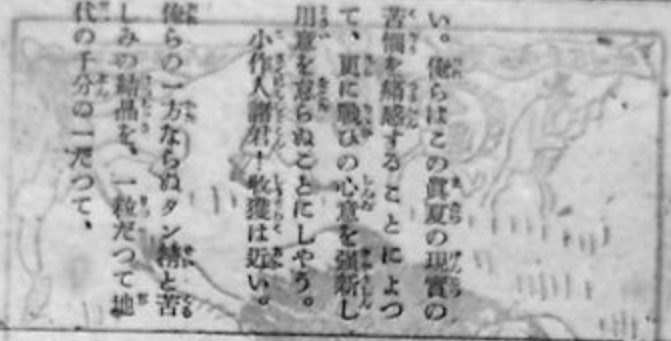 い。俺らはこの眞夏の現實の
苦惱を痛感することによつ
て、更に戰ひの心意を強靱し
用意を怠らぬことにしやう。
小作人諸君!收獲は近い。
俺らの一方ならぬタン精と苦
しみの結晶を、一粒だつて地
代の千分の一だつて、